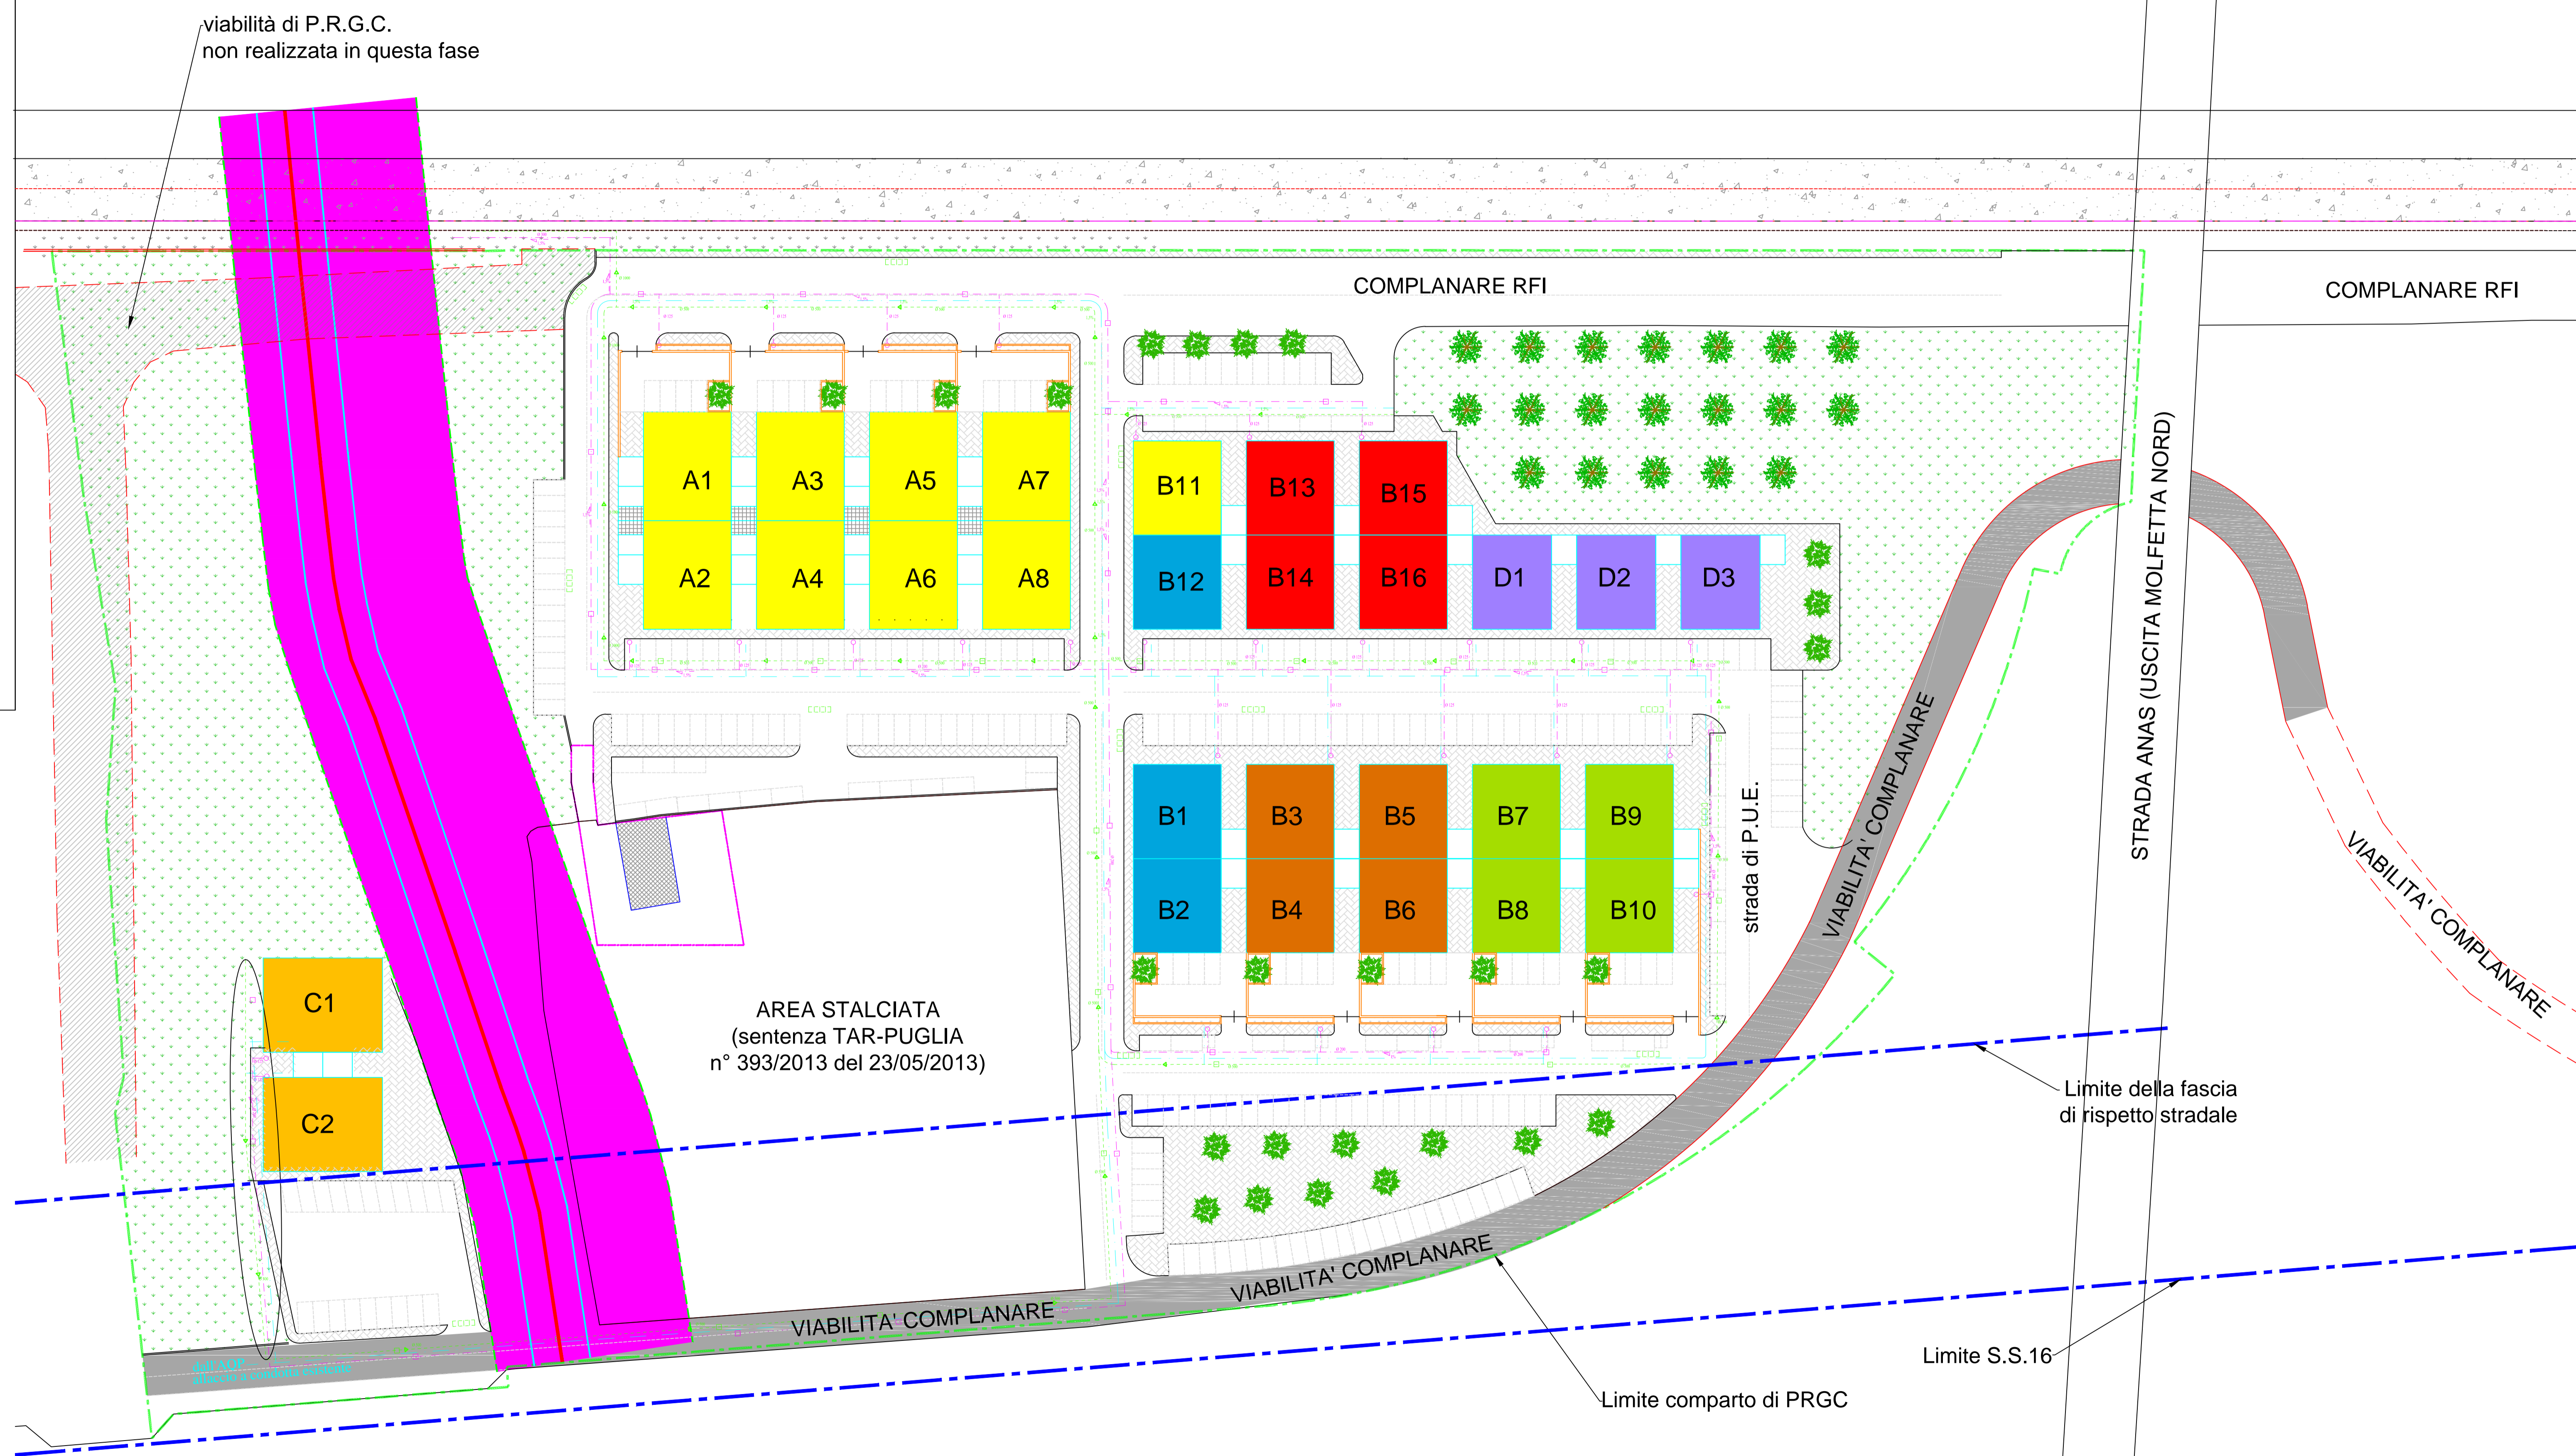 viabilità di P.R.G.C.
non realizzata in questa fase
COMPLANARE RFI
COMPLANARE RFI
A1
A3
A5
A7
A2
A4
A6
A8
B11
B13
B15
B12
B14
B16
D1
D2
D3
STRADA ANAS (USCITA MOLFETTA NORD)
B1
B3
B5
B7
B9
B2
B4
B6
B8
B10
strada di P.U.E.
VIABILITA' COMPLANARE
VIABILITA' COMPLANARE
C1
C2
AREA STALCIATA
(sentenza TAR-PUGLIA
n° 393/2013 del 23/05/2013)
Limite della fascia
di rispetto stradale
VIABILITA' COMPLANARE
VIABILITA' COMPLANARE
Limite S.S.16
Limite comparto di PRGC
dall'AQP